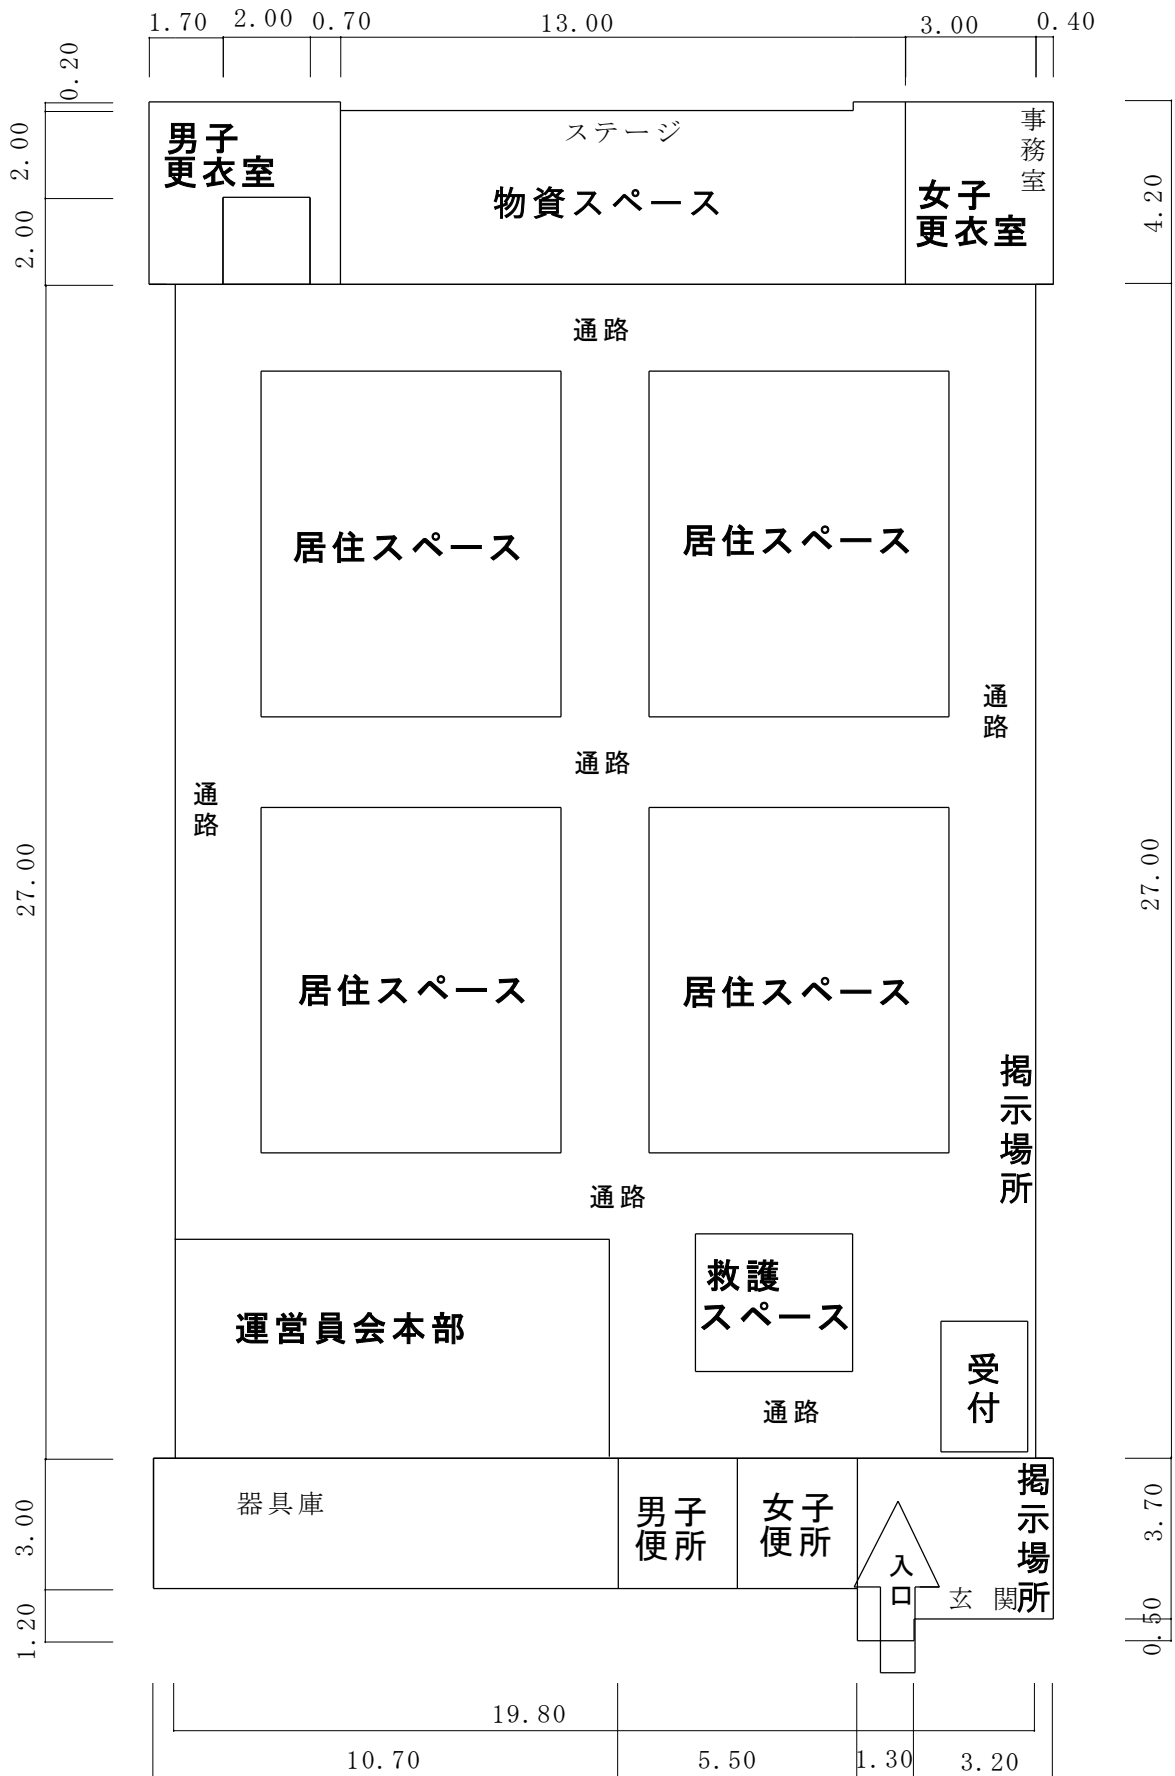 1.70
2.00
0.70
13.00
3.00
0.40
0.20
2.00
2.00
27.00
3.00
1.20
4.20
27.00
3.70
0.50
男子
更衣室
ステージ
物資スペース
事務室
女子
更衣室
通路
居住スペース
居住スペース
通路
通路
通路
居住スペース
居住スペース
掲示場所
通路
運営員会本部
救護
スペース
受付
通路
器具庫
男子
便所
女子
便所
入口
玄関
掲示場所
19.80
10.70
5.50
1.30
3.20